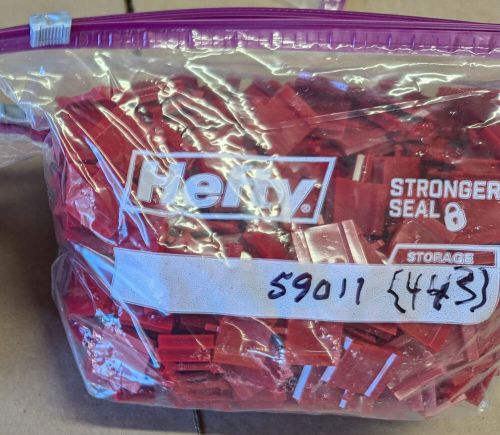 Hefty®
STRONGER
SEAL
STORAGE
59011 {443}